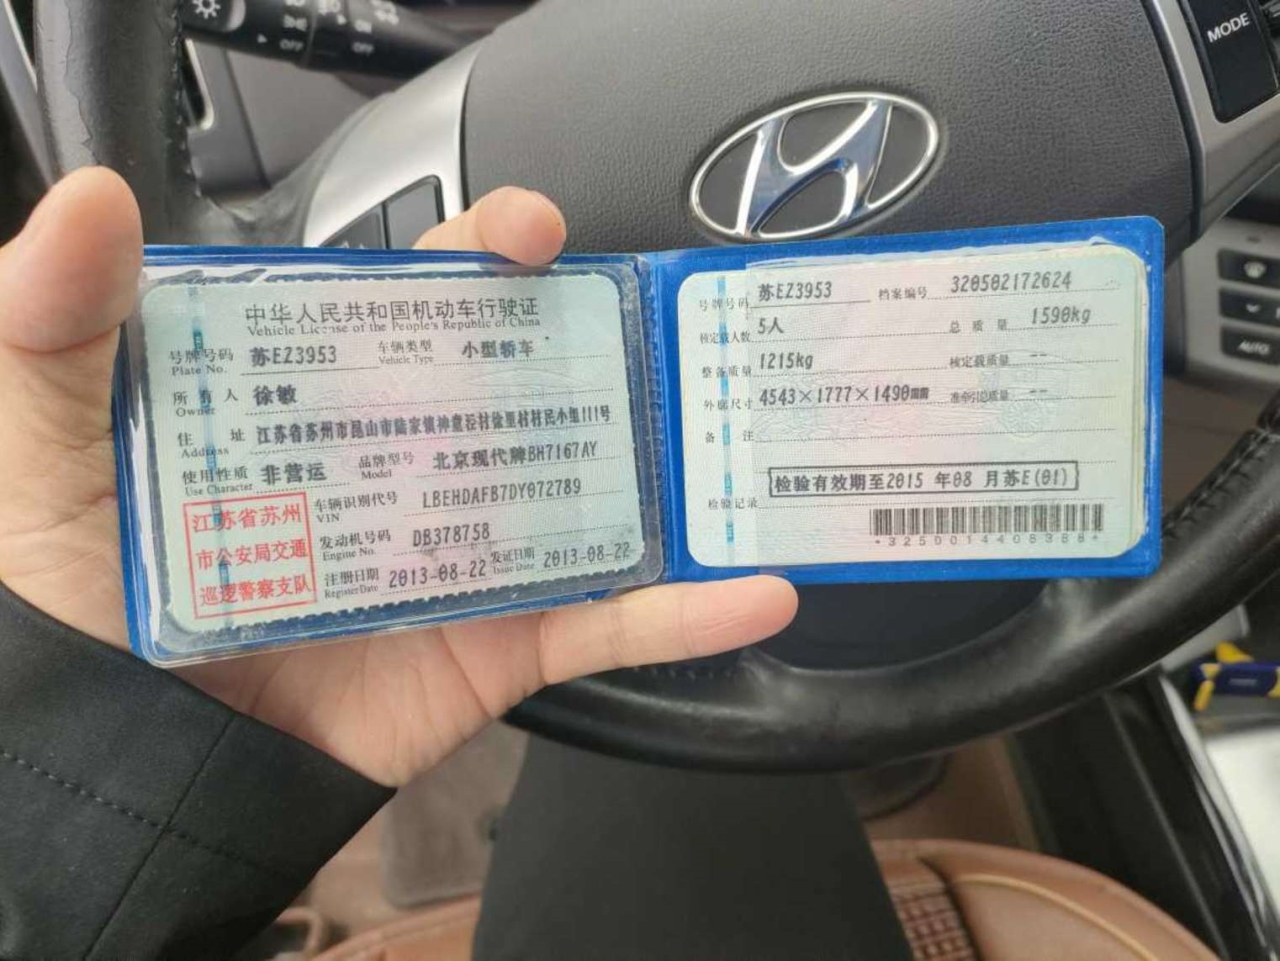 MODE
OFF
OFF
AUTO
中华人民共和国机动车行驶证
Vehicle License of the People's Republic of China
号牌号码 苏EZ3953 车辆类型 小型轿车
Plate No. Vehicle Type
所有人 徐敏
Owner
住址 江苏省苏州市昆山市陆家镇神童泾村徐里村村民小组111号
Address
使用性质 非营运 品牌型号 北京现代牌BH7167AY
Use Character Model
江苏省苏州
市公安局交通
巡逻警察支队
车辆识别代号 LBEHDAFB7DY072789
VIN
发动机号码 DB378758
Engine No.
注册日期 2013-08-22 发证日期 2013-08-22
Register Date Issue Date
号牌号码 苏EZ3953 档案编号 320502172624
核定载人数 5人 总质量 1590kg
整备质量 1215kg 核定载质量 --
外廓尺寸 4543×1777×1490 准牵引总质量 --
备注
检验有效期至2015年08月苏E(01)
检验记录
*3250014408388*